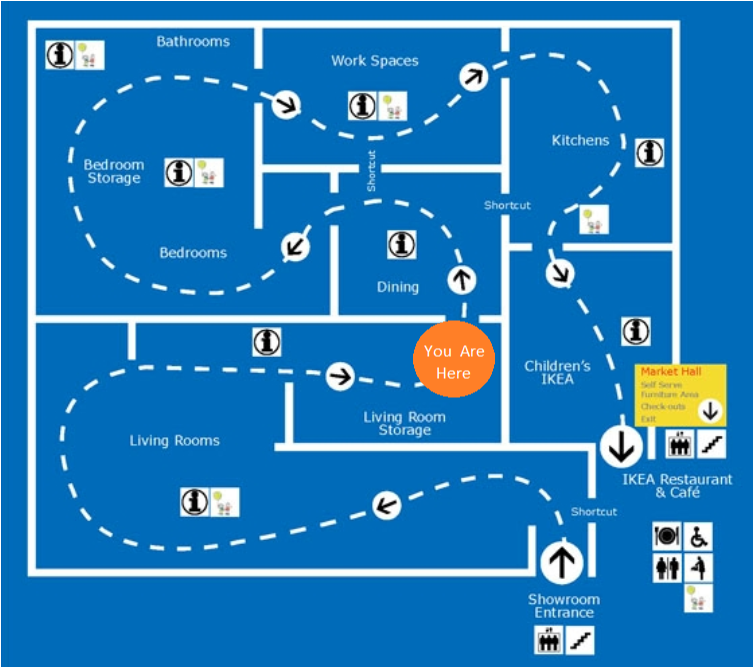 Bathrooms
Work Spaces
Kitchens
Bedroom
Storage
Shortcut
Shortcut
Bedrooms
Dining
You Are
Here
Children's
IKEA
Market Hall
Self Serve
Furniture Area
Check-outs
Exit
Living Room
Storage
Living Rooms
IKEA Restaurant
& Café
Shortcut
Showroom
Entrance